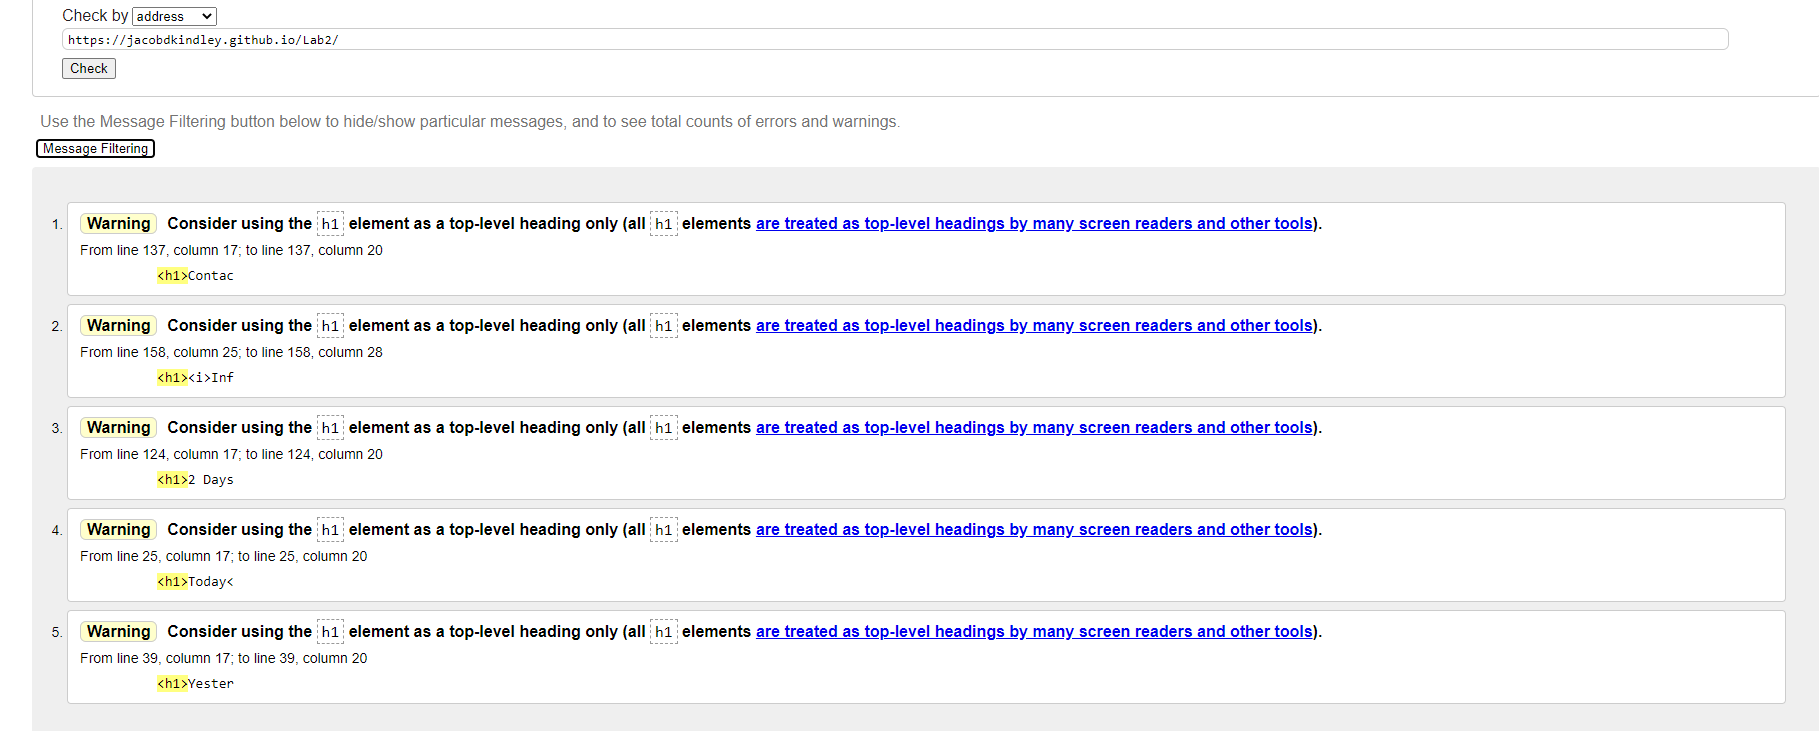 Check by address
https://jacobdkindley.github.io/Lab2/
Check
Use the Message Filtering button below to hide/show particular messages, and to see total counts of errors and warnings.
Message Filtering
1. Warning Consider using the h1 element as a top-level heading only (all h1 elements are treated as top-level headings by many screen readers and other tools).
From line 137, column 17; to line 137, column 20
<h1>Contac
2. Warning Consider using the h1 element as a top-level heading only (all h1 elements are treated as top-level headings by many screen readers and other tools).
From line 158, column 25; to line 158, column 28
<h1><i>Inf
3. Warning Consider using the h1 element as a top-level heading only (all h1 elements are treated as top-level headings by many screen readers and other tools).
From line 124, column 17; to line 124, column 20
<h1>2 Days
4. Warning Consider using the h1 element as a top-level heading only (all h1 elements are treated as top-level headings by many screen readers and other tools).
From line 25, column 17; to line 25, column 20
<h1>Today<
5. Warning Consider using the h1 element as a top-level heading only (all h1 elements are treated as top-level headings by many screen readers and other tools).
From line 39, column 17; to line 39, column 20
<h1>Yester